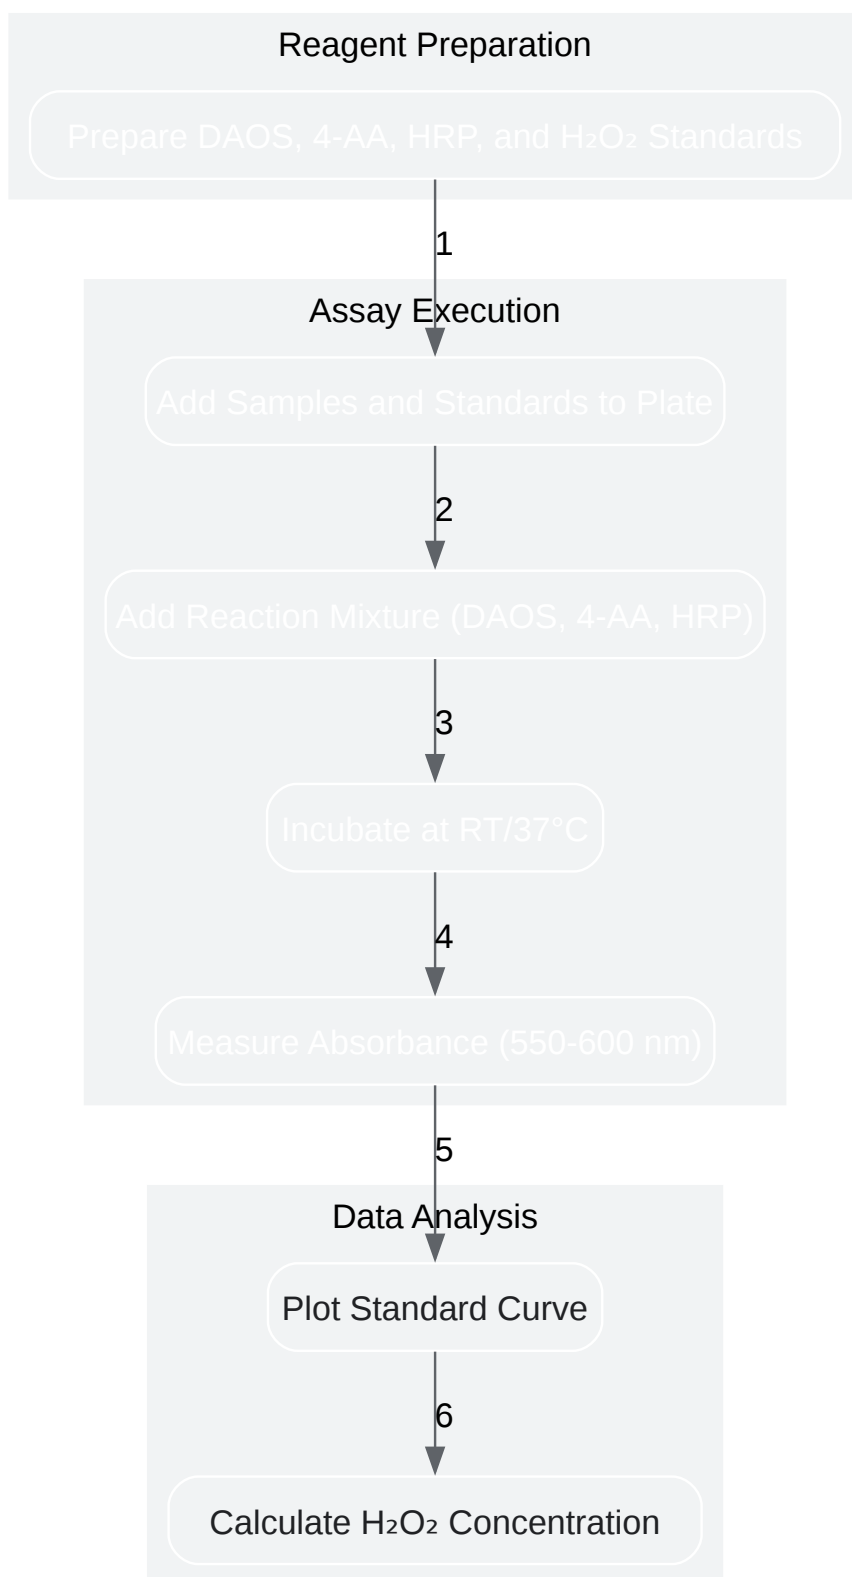 Reagent Preparation
Prepare DAOS, 4-AA, HRP, and H₂O₂ Standards
1
Assay Execution
Add Samples and Standards to Plate
2
Add Reaction Mixture (DAOS, 4-AA, HRP)
3
Incubate at RT/37°C
4
Measure Absorbance (550-600 nm)
5
Data Analysis
Plot Standard Curve
6
Calculate H₂O₂ Concentration